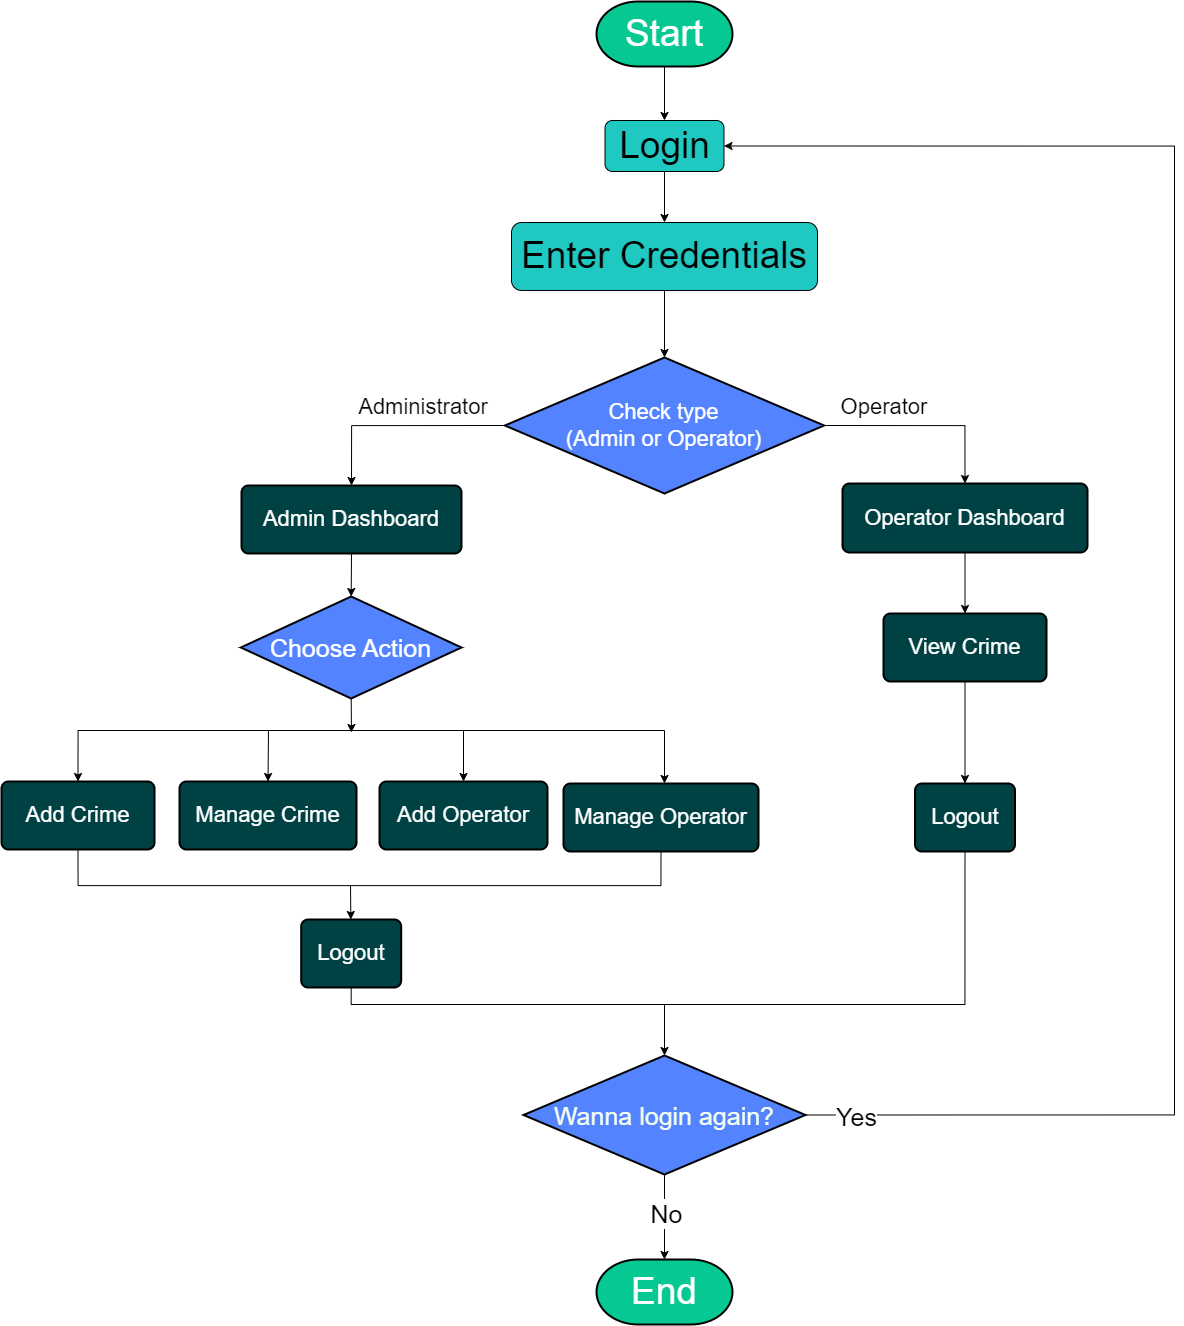 Start
Login
Enter Credentials
Administrator
Check type
(Admin or Operator)
Operator
Admin Dashboard
Operator Dashboard
Choose Action
View Crime
Add Crime
Manage Crime
Add Operator
Manage Operator
Logout
Logout
Wanna login again?
Yes
No
End